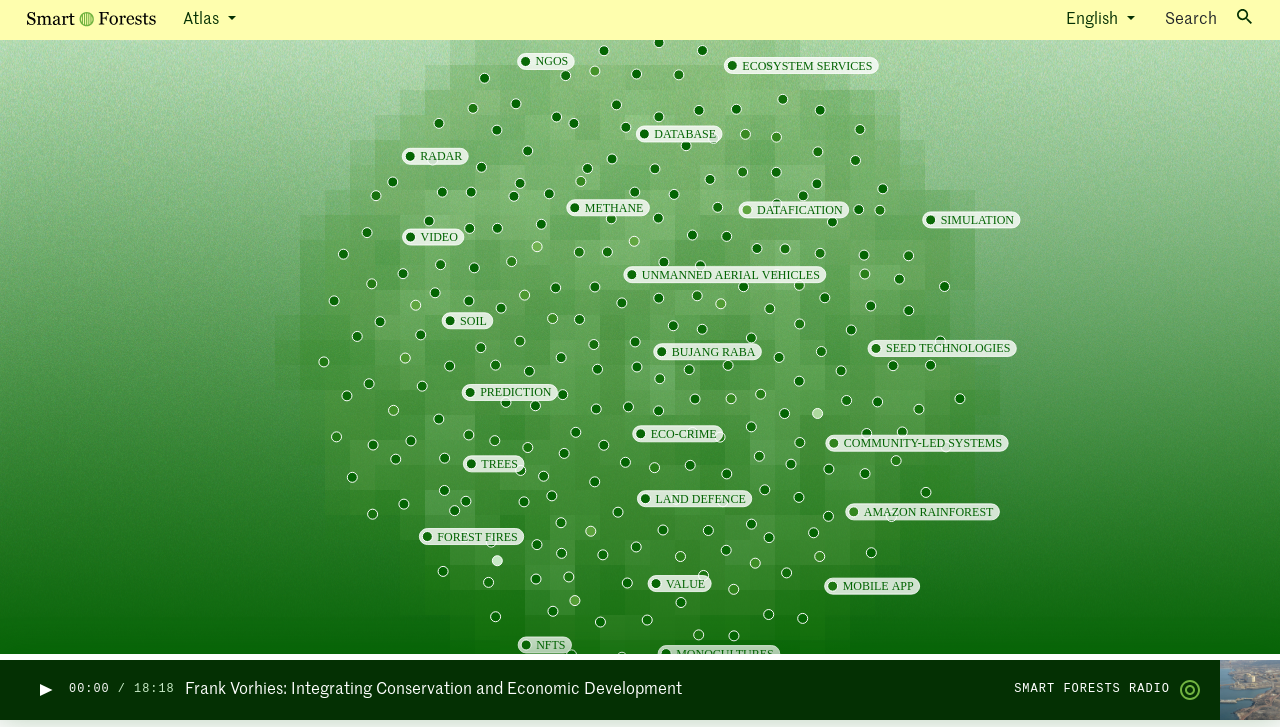 Smart Forests
Atlas
English
Search
NGOS
ECOSYSTEM SERVICES
DATABASE
RADAR
METHANE
DATAFICATION
SIMULATION
VIDEO
UNMANNED AERIAL VEHICLES
SOIL
BUJANG RABA
SEED TECHNOLOGIES
PREDICTION
ECO-CRIME
COMMUNITY-LED SYSTEMS
TREES
LAND DEFENCE
AMAZON RAINFOREST
FOREST FIRES
VALUE
MOBILE APP
NFTS
MONOCULTURES
00:00 / 18:18
Frank Vorhies: Integrating Conservation and Economic Development
SMART FORESTS RADIO